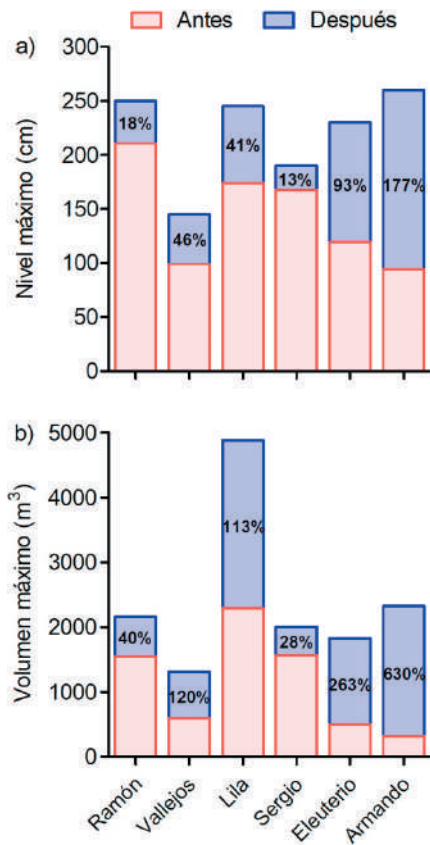 Antes Después
a)
Nivel máximo (cm)
300
250
200
150
100
50
0
18%
46%
41%
13%
93%
177%
b)
Volumen máximo (m³)
5000
4000
3000
2000
1000
0
40%
120%
113%
28%
263%
630%
Ramón
Vallejos
Lila
Sergio
Eleuterio
Armando